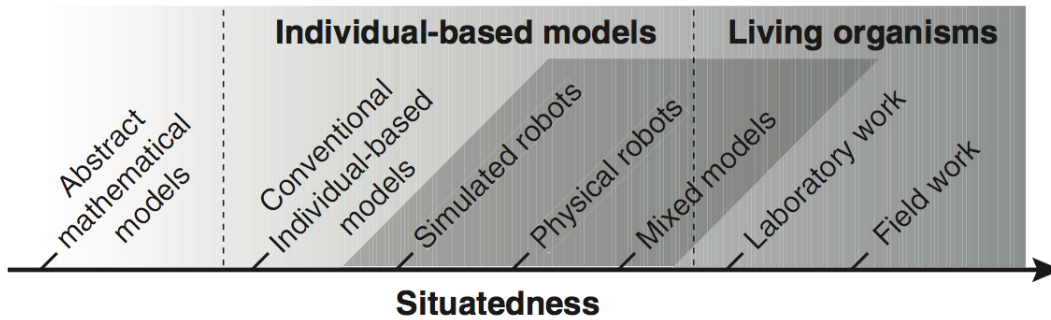 Individual-based models
Living organisms
Abstract
mathematical
models
Conventional
Individual-based
models
Simulated robots
Physical robots
Mixed models
Laboratory work
Field work
Situatedness